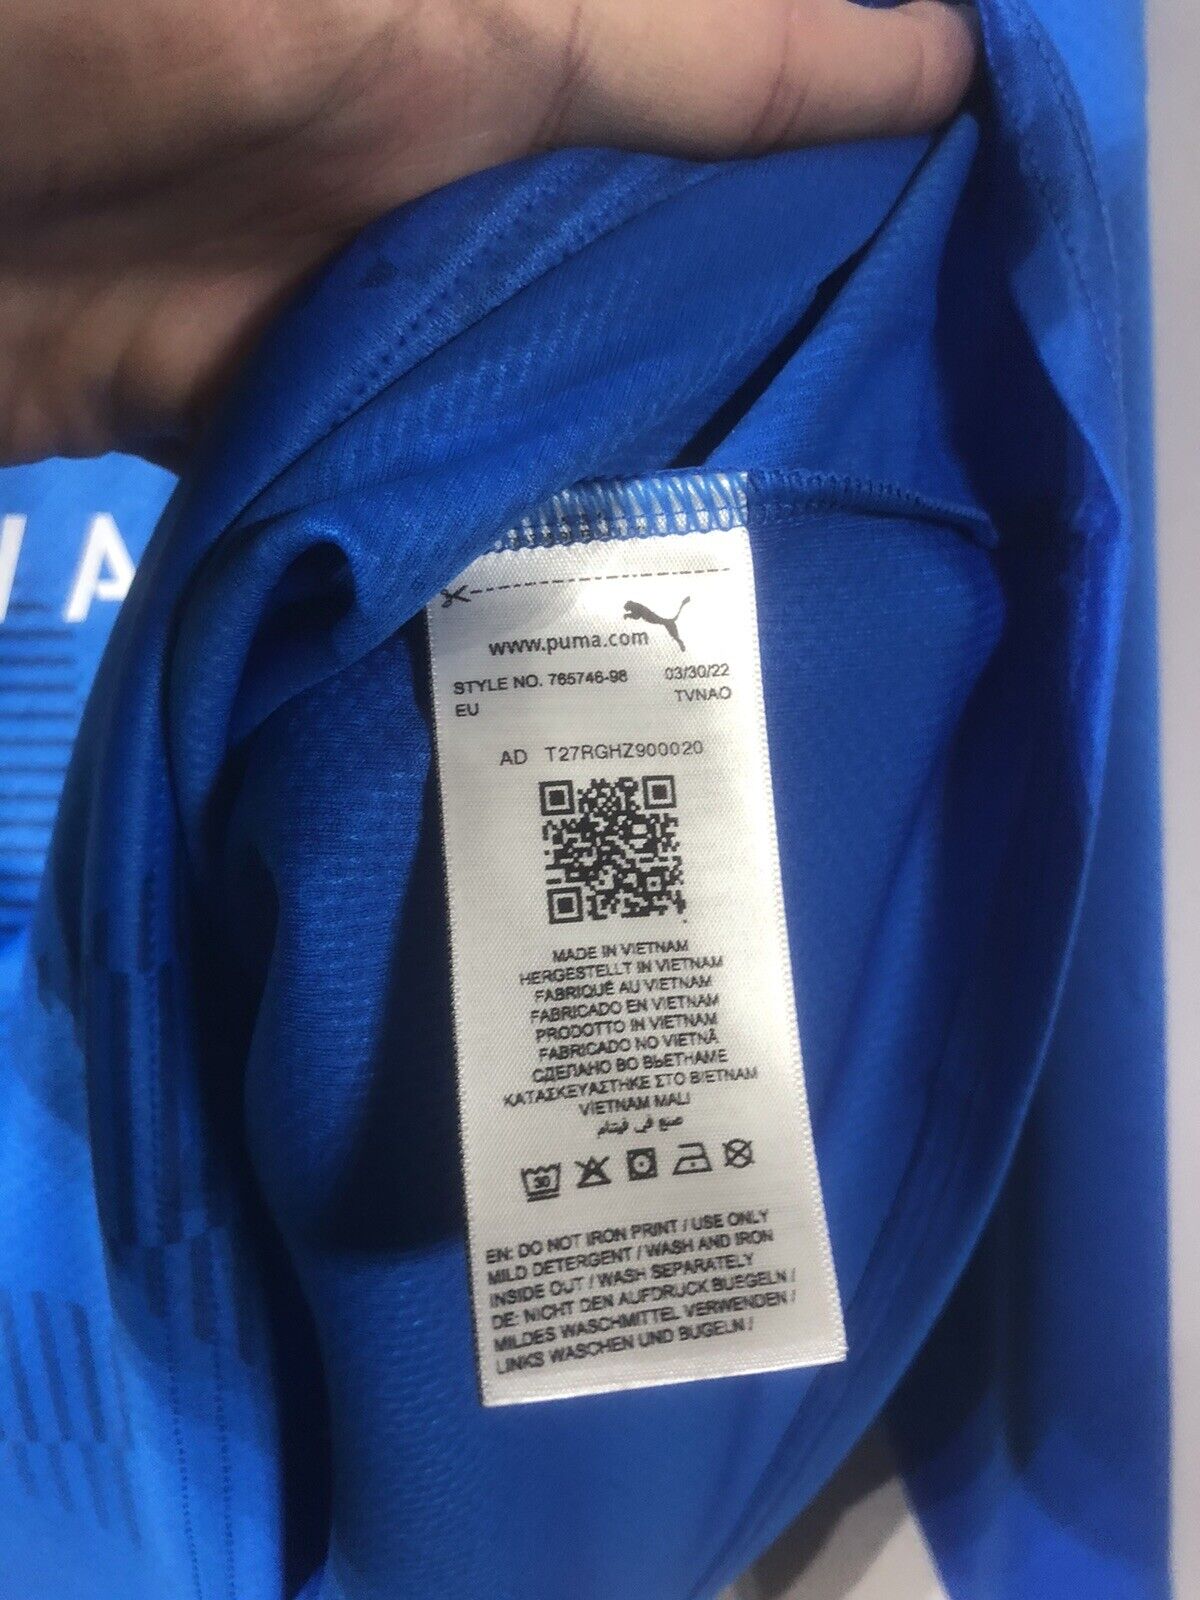 www.puma.com
STYLE NO. 765746-98 03/30/22
EU TVNAO
AD T27RGHZ900020
MADE IN VIETNAM
HERGESTELLT IN VIETNAM
FABRIQUÉ AU VIETNAM
FABRICADO EN VIETNAM
PRODOTTO IN VIETNAM
FABRICADO NO VIETNÃ
СДЕЛАНО ВО ВЬЕТНАМЕ
ΚΑΤΑΣΚΕΥΑΣΤΗΚΕ ΣΤΟ ΒΙΕΤΝΑΜ
VIETNAM MALI
صنع في فيتنام
30
EN: DO NOT IRON PRINT / USE ONLY
MILD DETERGENT / WASH AND IRON
INSIDE OUT / WASH SEPARATELY
DE: NICHT DEN AUFDRUCK BUEGELN /
MILDES WASCHMITTEL VERWENDEN /
LINKS WASCHEN UND BUGELN /